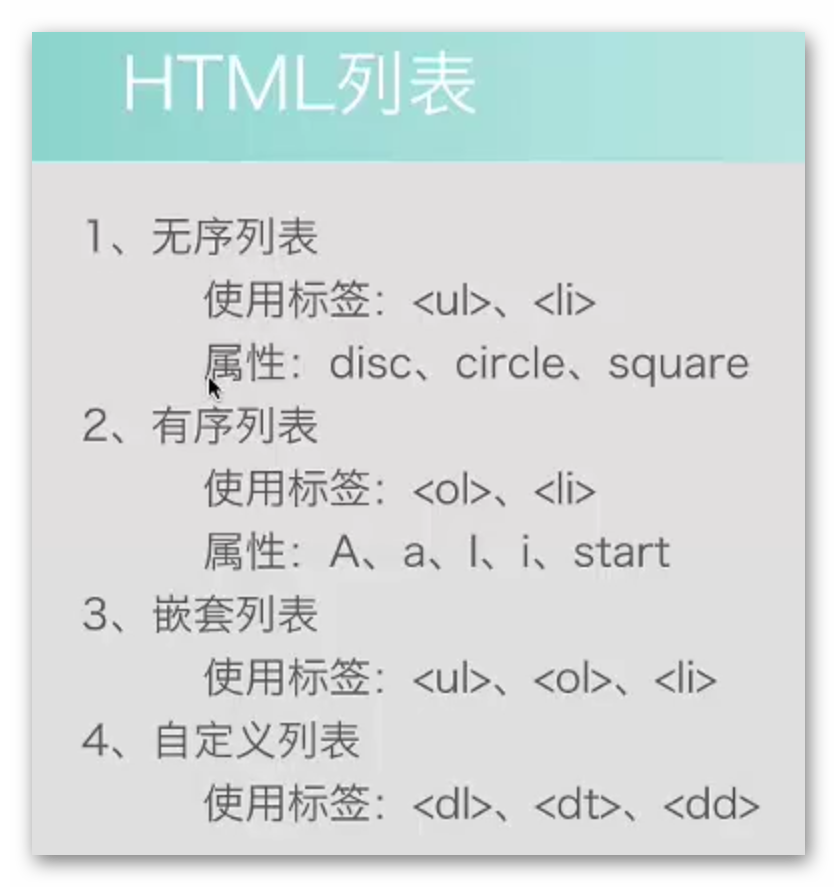 HTML列表
1、无序列表
使用标签：<ul>、<li>
属性：disc、circle、square
2、有序列表
使用标签：<ol>、<li>
属性：A、a、I、i、start
3、嵌套列表
使用标签：<ul>、<ol>、<li>
4、自定义列表
使用标签：<dl>、<dt>、<dd>